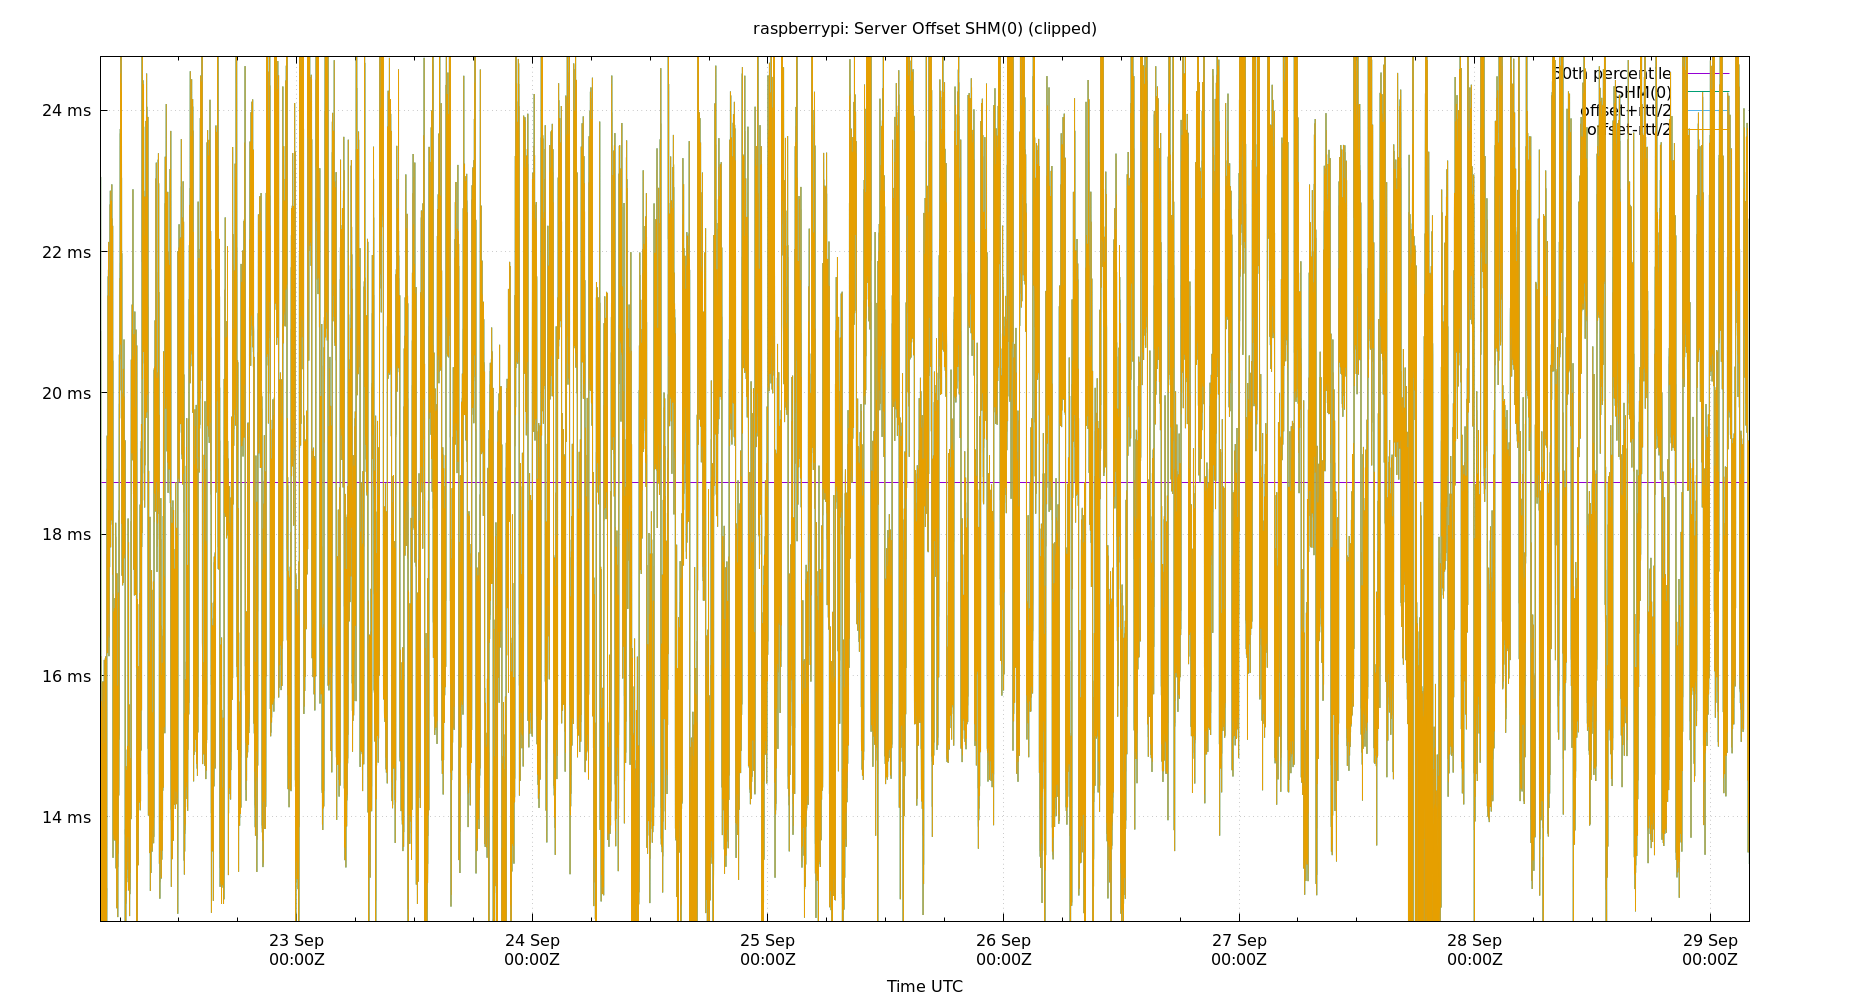 raspberrypi: Server Offset SHM(0) (clipped)
50th percentile
SHM(0)
offset+rtt/2
offset-rtt/2
24 ms
22 ms
20 ms
18 ms
16 ms
14 ms
23 Sep
00:00Z
24 Sep
00:00Z
25 Sep
00:00Z
26 Sep
00:00Z
27 Sep
00:00Z
28 Sep
00:00Z
29 Sep
00:00Z
Time UTC